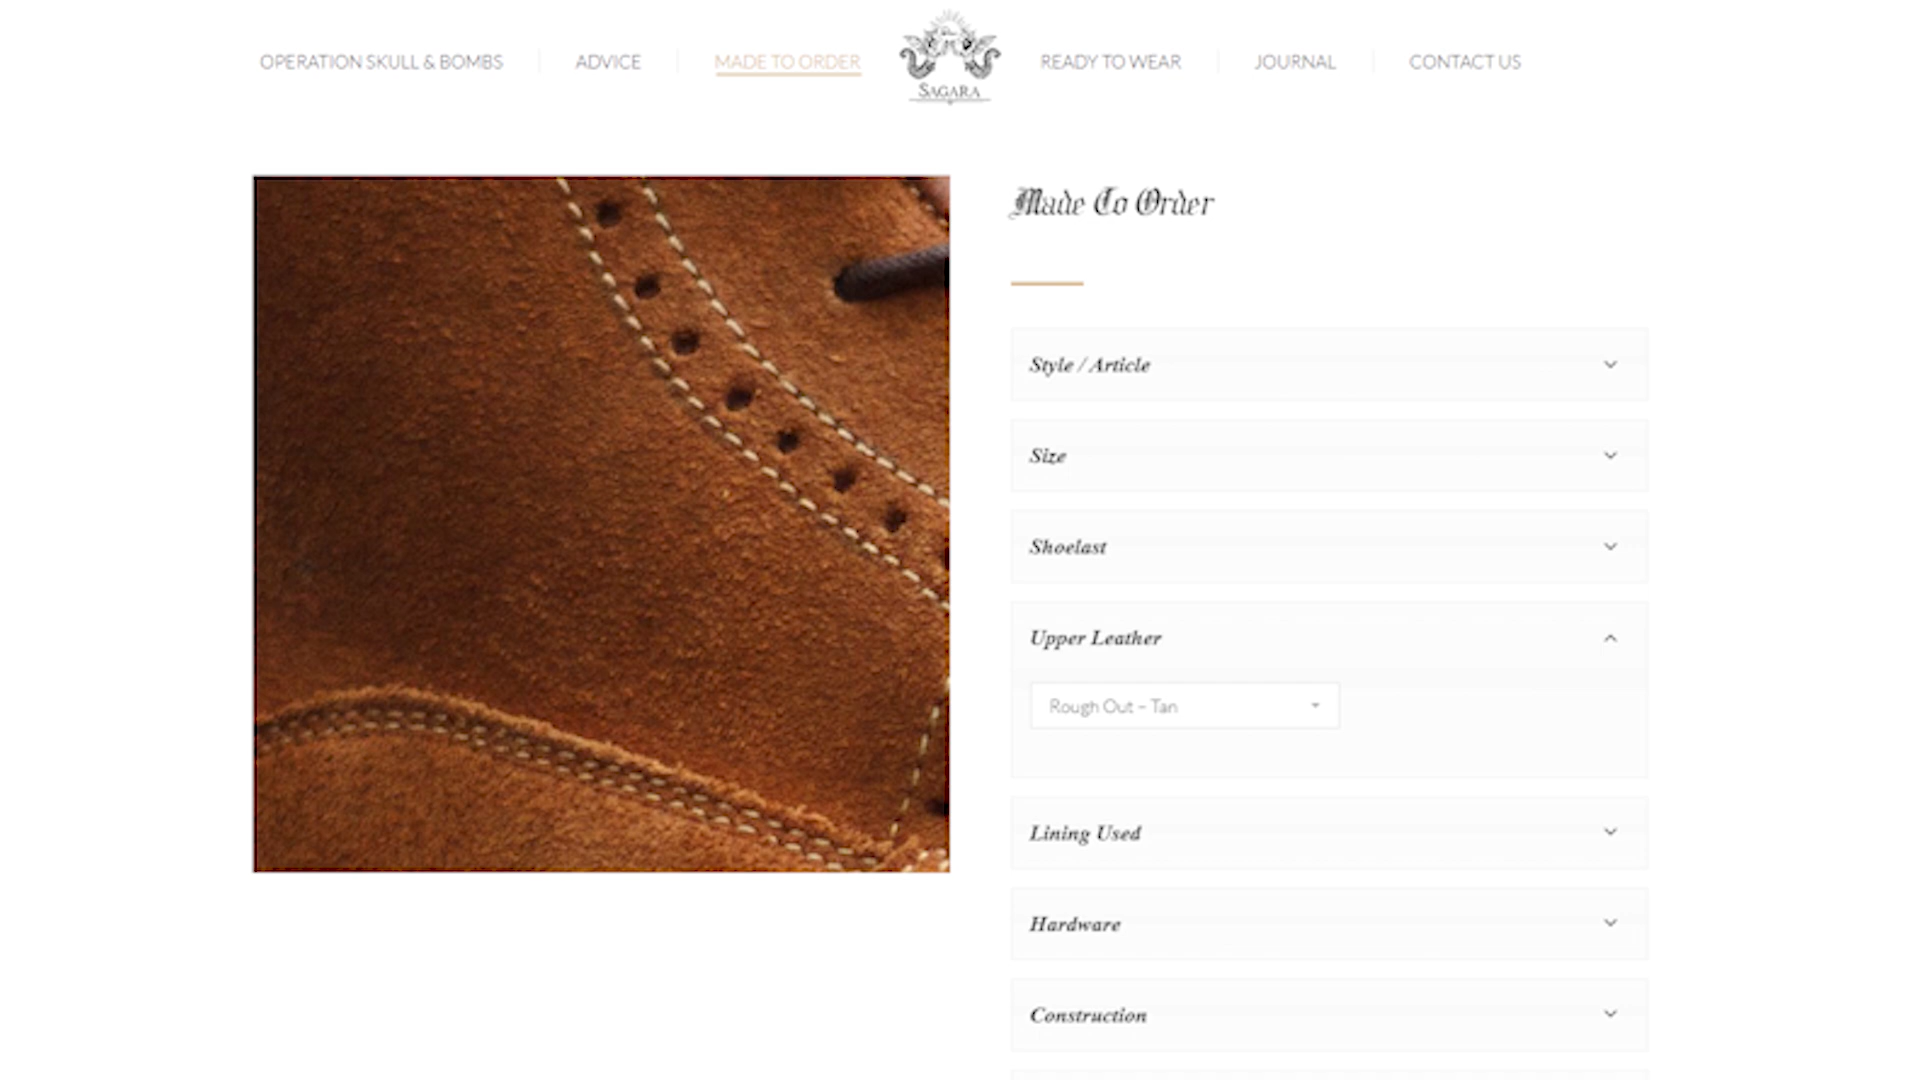 OPERATION SKULL & BOMBS
ADVICE
MADE TO ORDER
SAGARA
READY TO WEAR
JOURNAL
CONTACT US
Made To Order
Style / Article
Size
Shoelast
Upper Leather
Rough Out – Tan
Lining Used
Hardware
Construction